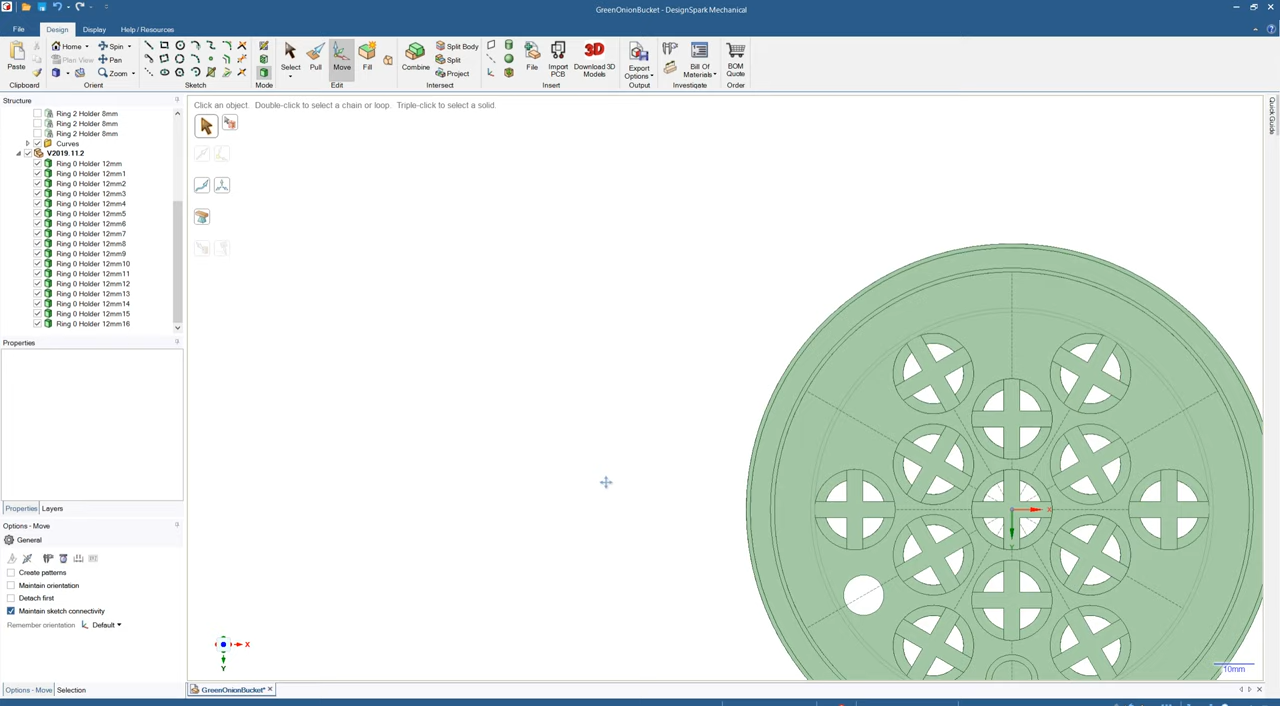 GreenOnionBucket - DesignSpark Mechanical
File Design Display Help / Resources
Paste
Home Spin
Plan View Pan
Zoom
Select Pull Move Fill
Combine
Split Body
Split
Project
File Import PCB Download 3D Models
Export Options
Bill Of Materials
BOM Quote
Clipboard Orient Sketch Mode Edit Intersect Insert Output Investigate Order
Structure
Click an object. Double-click to select a chain or loop. Triple-click to select a solid.
Quick Guide
Ring 2 Holder 8mm
Ring 2 Holder 8mm
Ring 2 Holder 8mm
Curves
V2019.11.2
Ring 0 Holder 12mm
Ring 0 Holder 12mm1
Ring 0 Holder 12mm2
Ring 0 Holder 12mm3
Ring 0 Holder 12mm4
Ring 0 Holder 12mm5
Ring 0 Holder 12mm6
Ring 0 Holder 12mm7
Ring 0 Holder 12mm8
Ring 0 Holder 12mm9
Ring 0 Holder 12mm10
Ring 0 Holder 12mm11
Ring 0 Holder 12mm12
Ring 0 Holder 12mm13
Ring 0 Holder 12mm14
Ring 0 Holder 12mm15
Ring 0 Holder 12mm16
Properties
Properties Layers
Options - Move
General
Create patterns
Maintain orientation
Detach first
Maintain sketch connectivity
Remember orientation Default
Options - Move Selection
X
Y
X
Y
10mm
GreenOnionBucket*